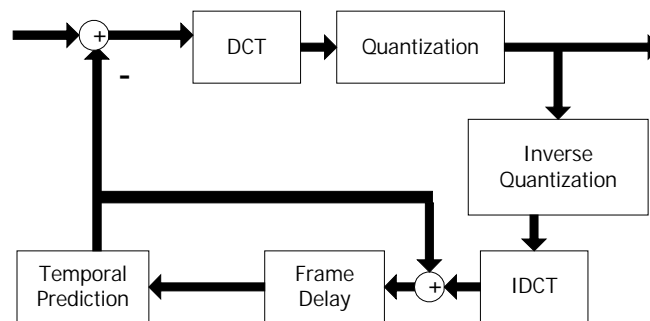 +
DCT
Quantization
-
Inverse
Quantization
Temporal
Prediction
Frame
Delay
+
IDCT